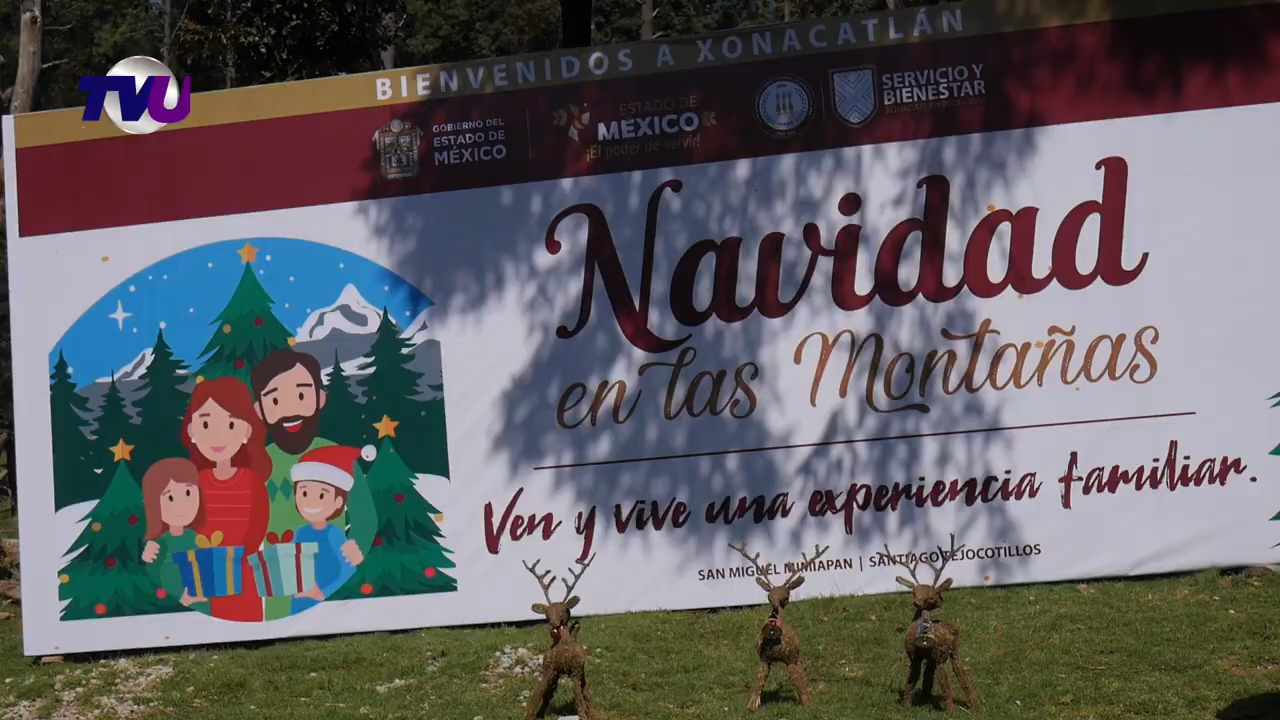 TVU
BIENVENIDOS A XONACATLÁN
GOBIERNO DEL
ESTADO DE
MÉXICO
ESTADO DE
MÉXICO
¡El poder de servir!
SERVICIO Y
BIENESTAR
Navidad
en las Montañas
Ven y vive una experiencia familiar.
SAN MIGUEL MIMIAPAN | SANTIAGO TEJOCOTILLOS